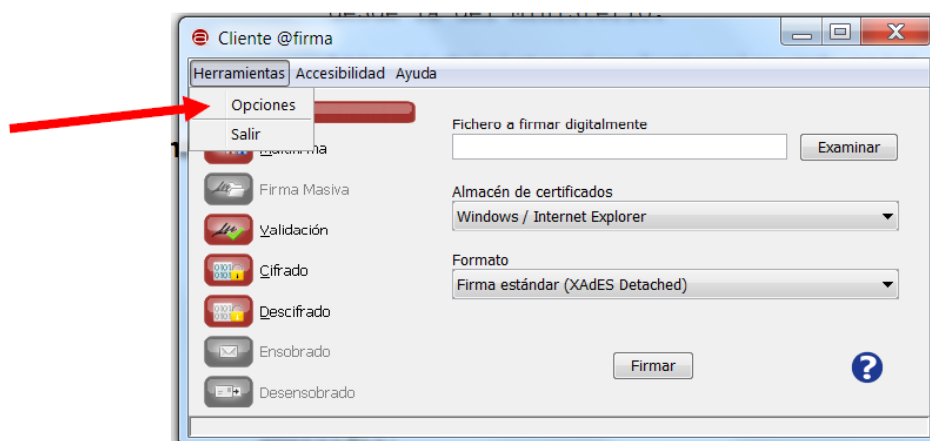 Cliente @firma
Herramientas Accesibilidad Ayuda
Opciones
Salir
Multifirma
Firma Masiva
Validación
Cifrado
Descifrado
Ensobrado
Desensobrado
Fichero a firmar digitalmente
Examinar
Almacén de certificados
Windows / Internet Explorer
Formato
Firma estándar (XAdES Detached)
Firmar